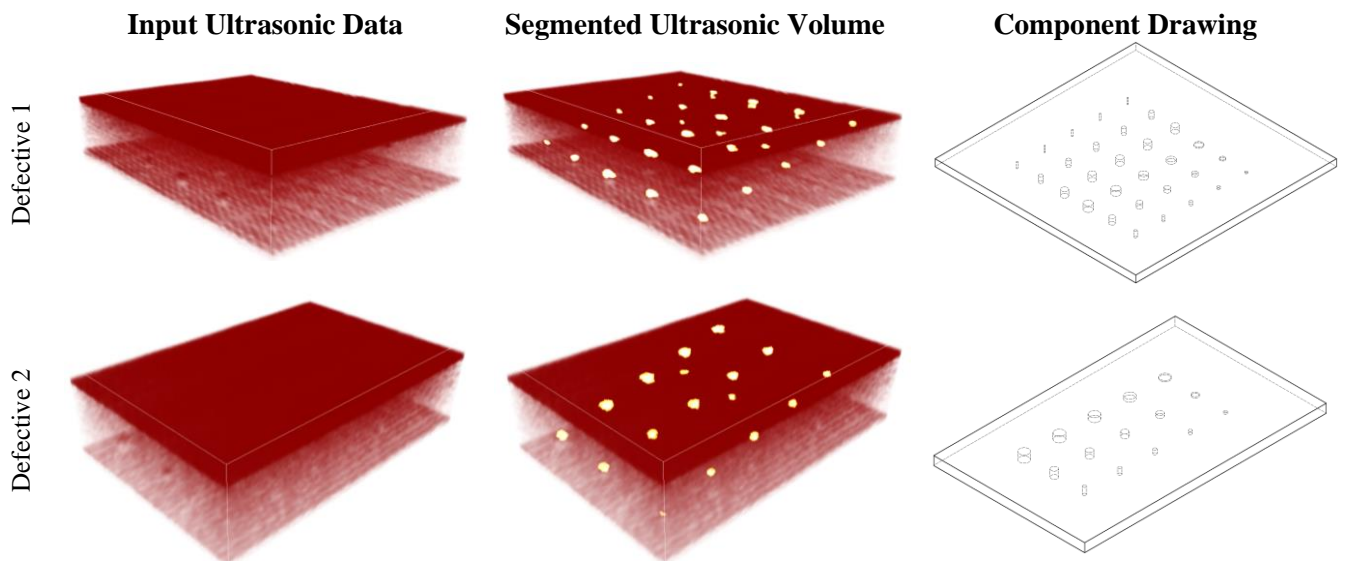 Input Ultrasonic Data
Segmented Ultrasonic Volume
Component Drawing
Defective 1
Defective 2